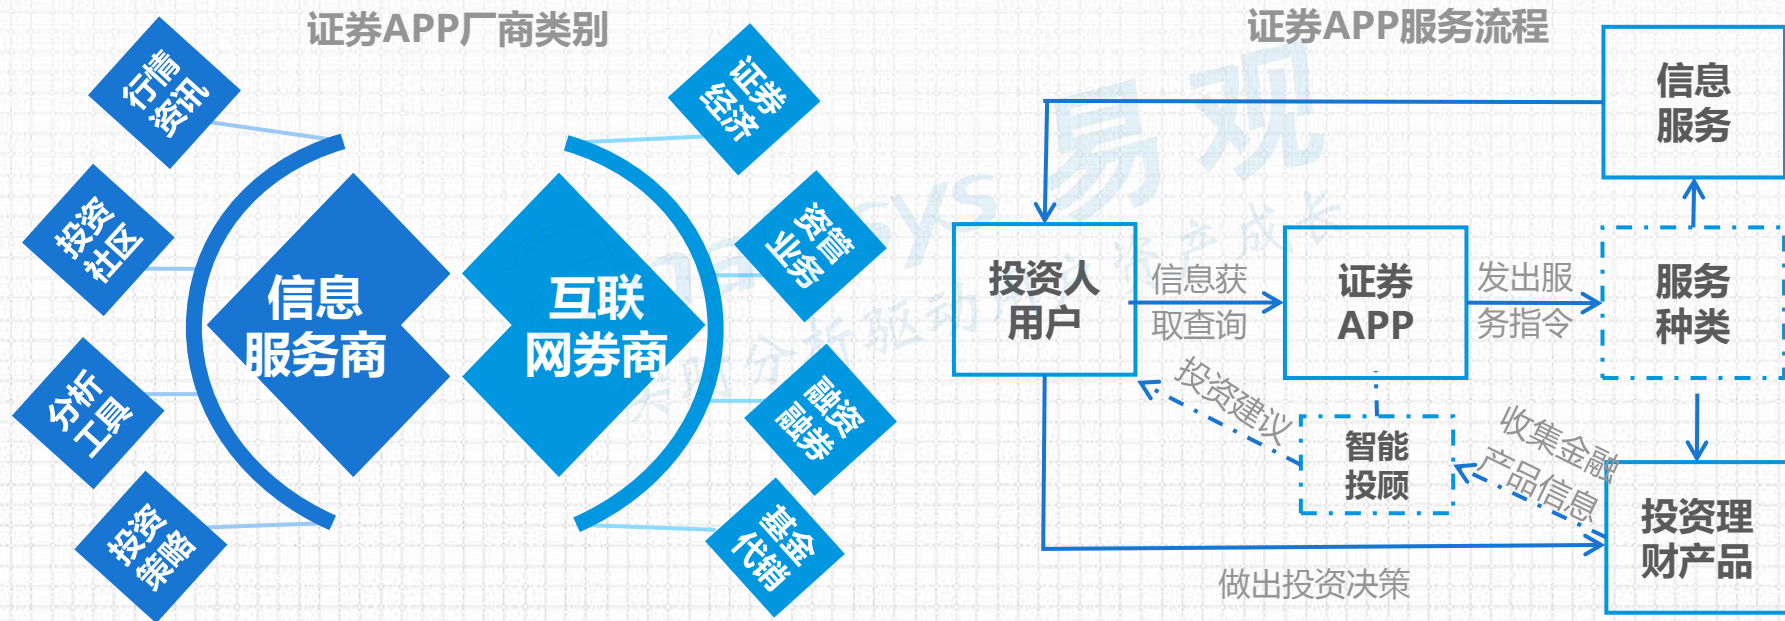 证券APP厂商类别
行情
资讯
投资
社区
分析
工具
投资
策略
信息
服务商
互联
网券商
证券
经济
资管
业务
融资
融券
基金
代销
证券APP服务流程
信息
服务
投资人
用户
信息获
取查询
证券
APP
发出服
务指令
服务
种类
投资建议
智能
投顾
收集金融
产品信息
投资理
财产品
做出投资决策
易观